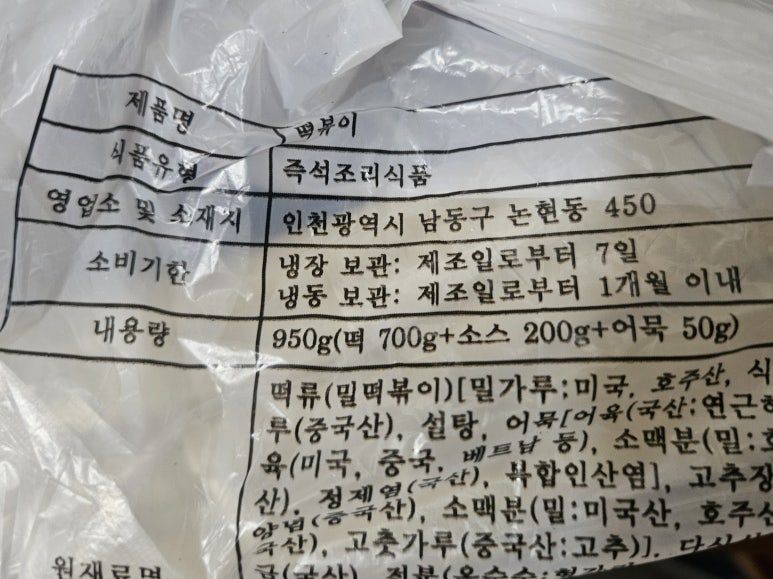 제품명 떡볶이
식품유형 즉석조리식품
영업소 및 소재지 인천광역시 남동구 논현동 450
소비기한 냉장 보관: 제조일로부터 7일
냉동 보관: 제조일로부터 1개월 이내
내용량 950g(떡 700g+소스 200g+어묵 50g)
떡류(밀떡볶이)[밀가루:미국, 호주산, 식
루(중국산), 설탕, 어묵[어육(국산:연근해
육(미국, 중국, 베트남 등), 소맥분(밀:호
산), 정제염(국산), 복합인산염], 고추장
양념(중국산), 소맥분(밀:미국산, 호주산
국산), 고춧가루(중국산:고추)].
원재료명